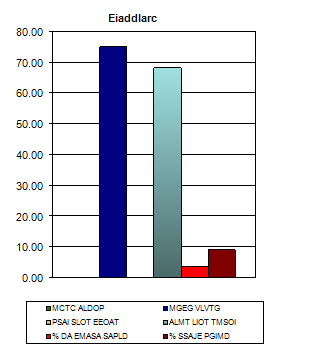 Eiaddlarc
80.00
70.00
60.00
50.00
40.00
30.00
20.00
10.00
0.00
MCTC ALDOP MGEG VLVTG
PSAI SLOT EEOAT ALMT LIOT TMSOI
% DA EMASA SAPLD % SSAJE PGIMD